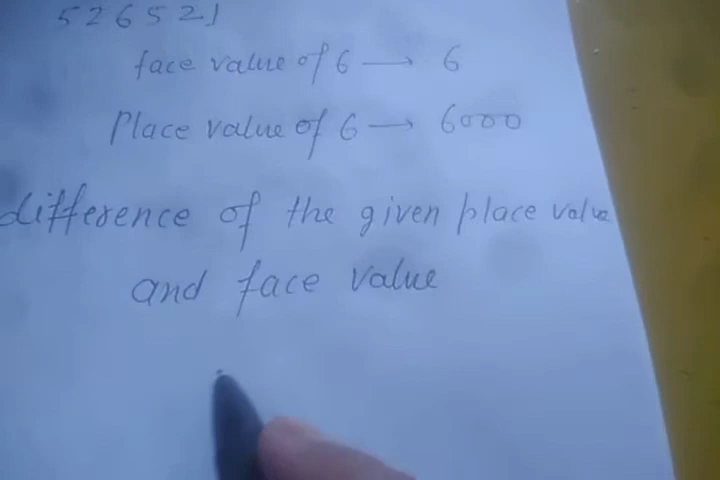 526521
face value of 6 → 6
Place value of 6 → 6000
difference of the given place value
and face value